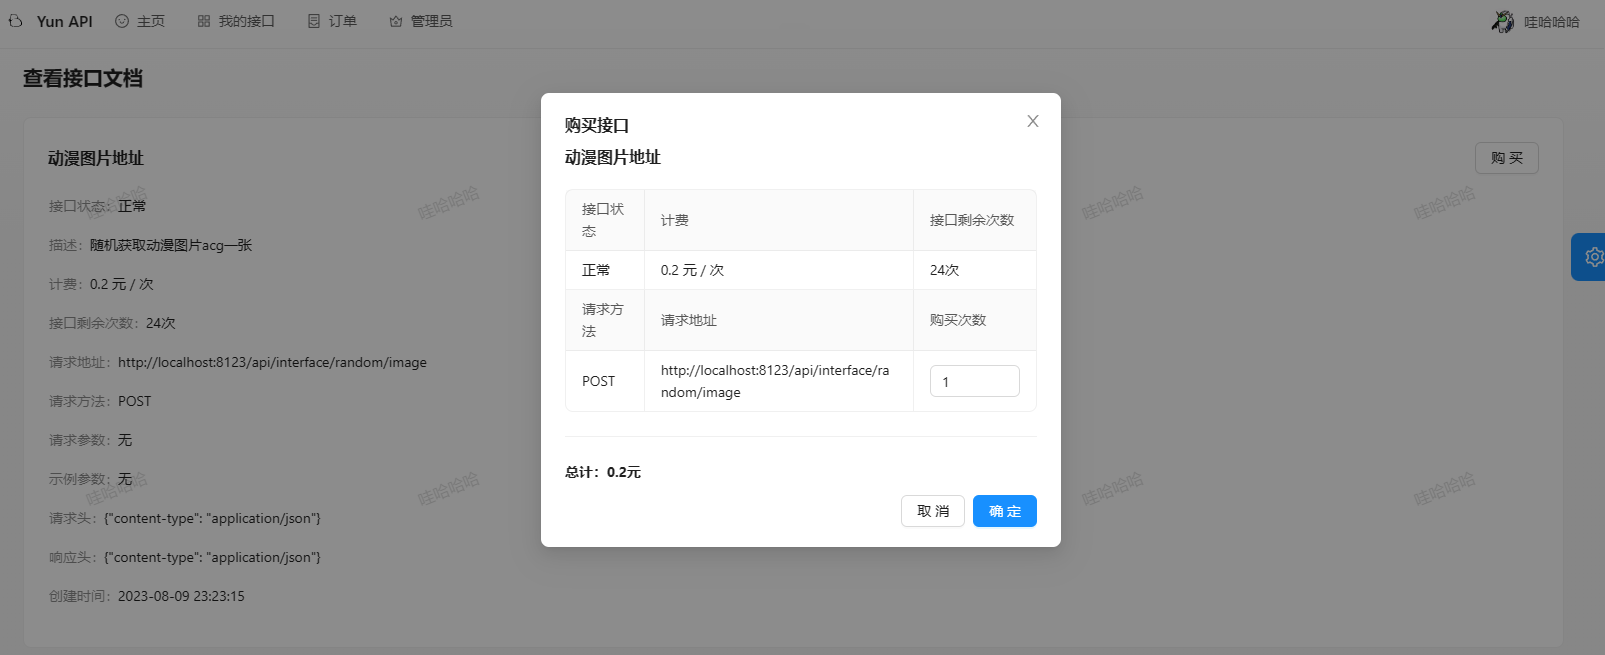 Yun API 主页 我的接口 订单 管理员 哇哈哈哈
查看接口文档
动漫图片地址 购 买
接口状态：正常
描述：随机获取动漫图片acg一张
计费：0.2 元 / 次
接口剩余次数：24次
请求地址：http://localhost:8123/api/interface/random/image
请求方法：POST
请求参数：无
示例参数：无
请求头：{"content-type": "application/json"}
响应头：{"content-type": "application/json"}
创建时间：2023-08-09 23:23:15
哇哈哈哈 哇哈哈哈 哇哈哈哈 哇哈哈哈
哇哈哈哈 哇哈哈哈 哇哈哈哈 哇哈哈哈
购买接口
动漫图片地址
接口状
态
计费
接口剩余次数
正常 0.2 元 / 次 24次
请求方
法
请求地址
购买次数
POST
http://localhost:8123/api/interface/ra
ndom/image
1
总计：0.2元
取 消 确 定